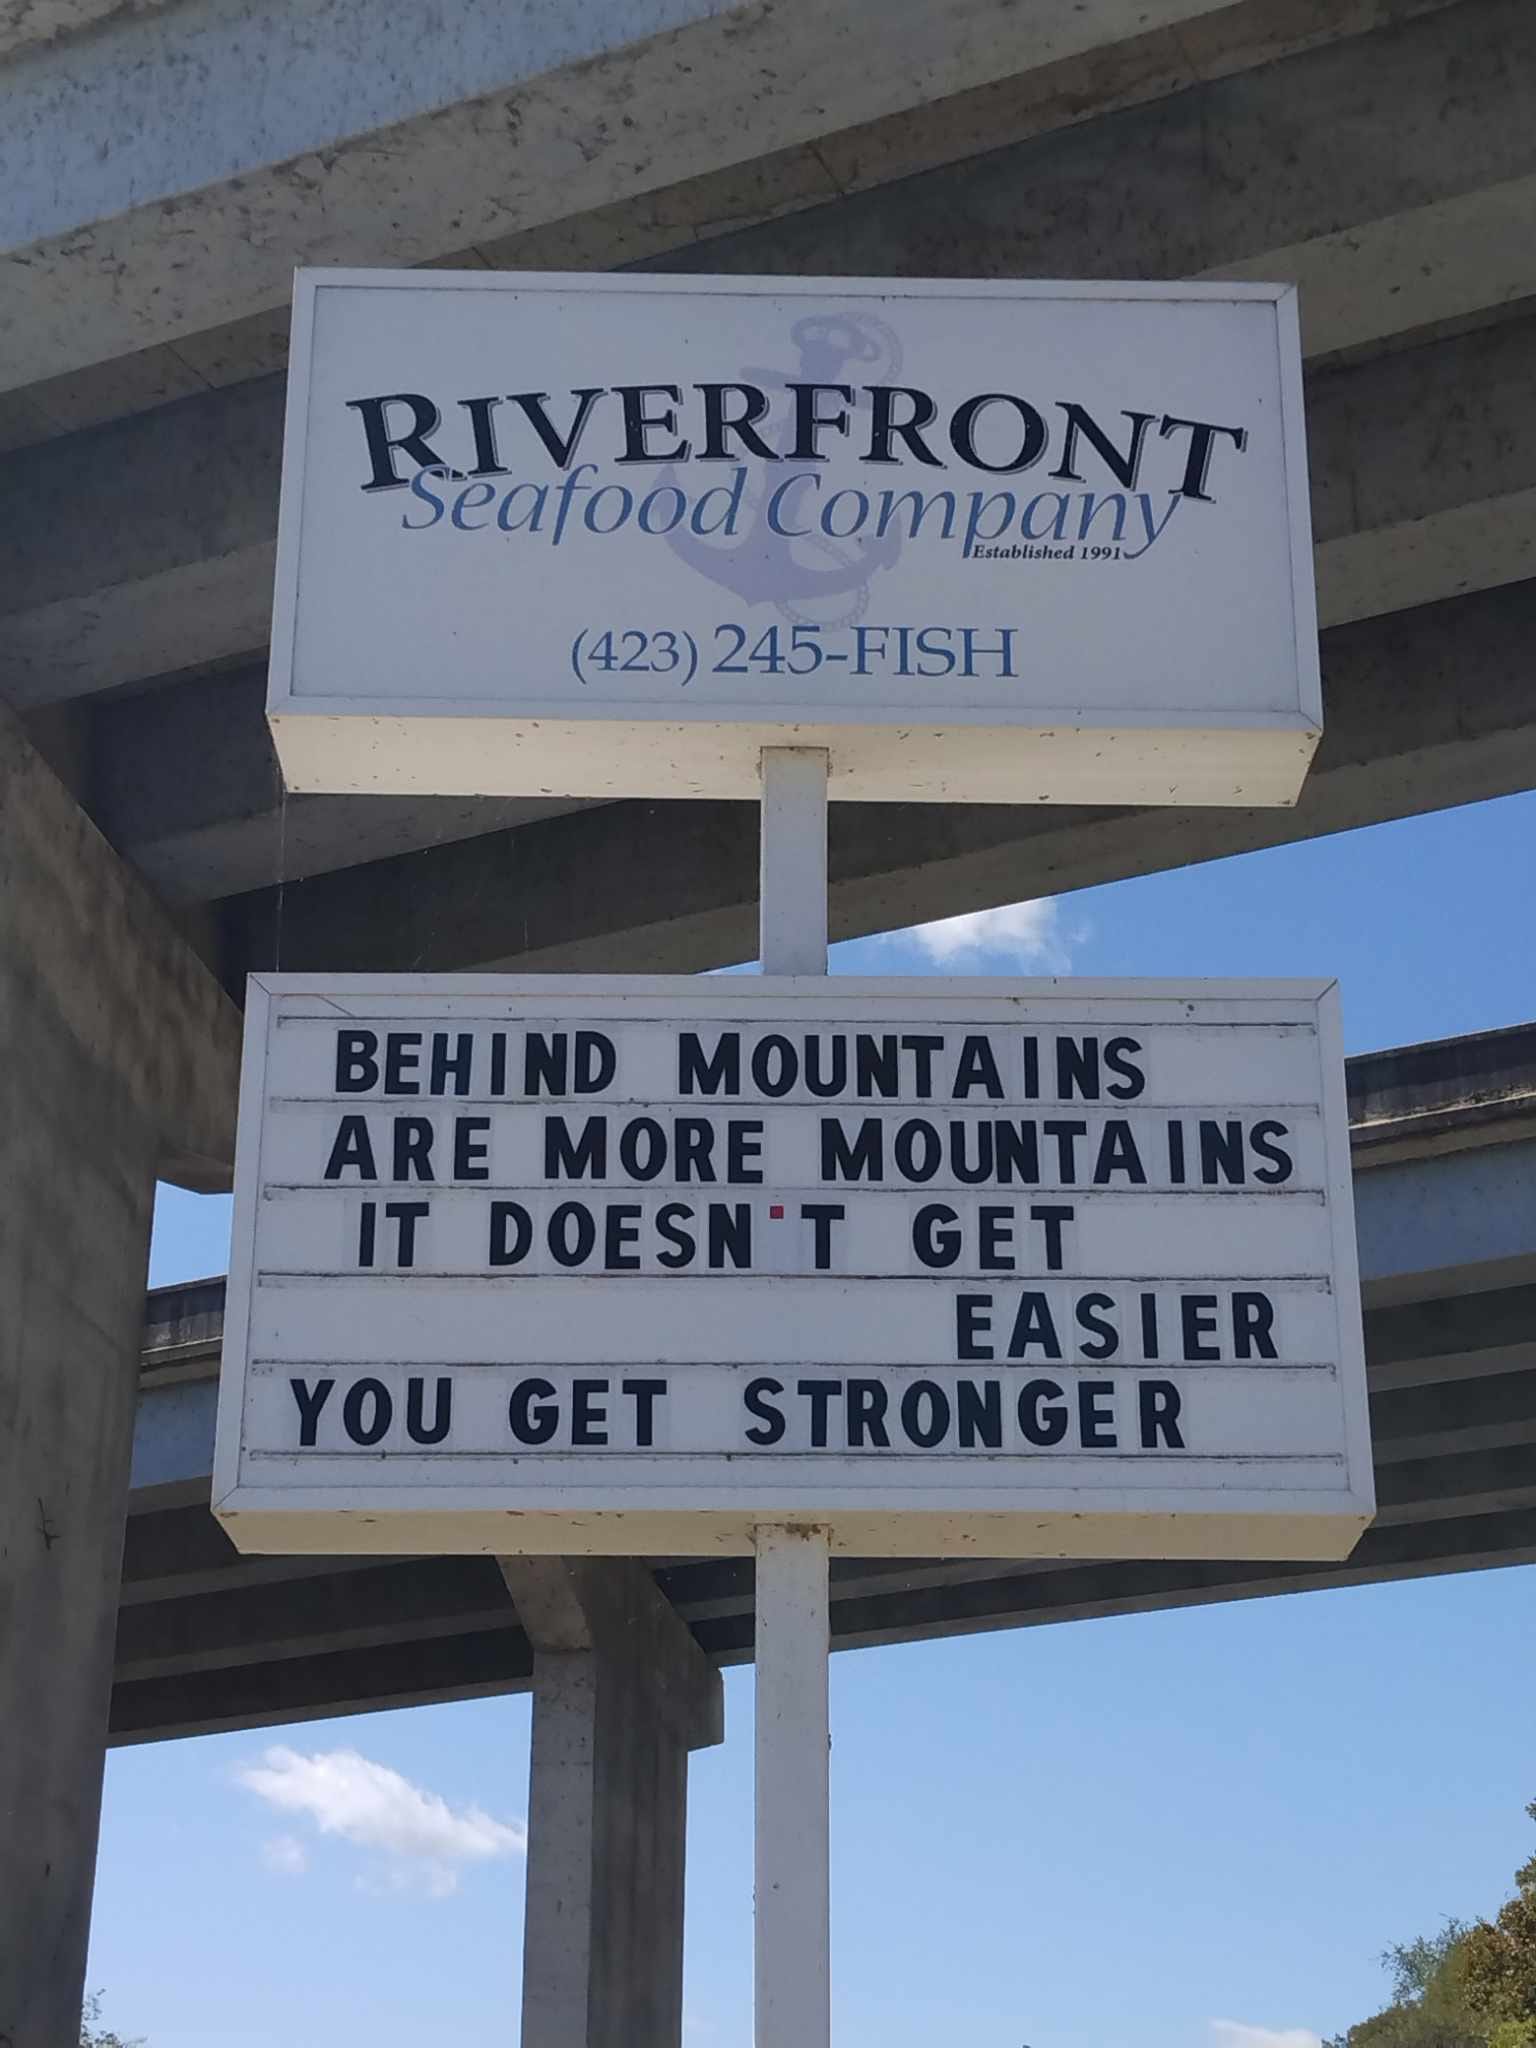 RIVERFRONT
Seafood Company
Established 1991
(423) 245-FISH
BEHIND MOUNTAINS
ARE MORE MOUNTAINS
IT DOESN'T GET
EASIER
YOU GET STRONGER